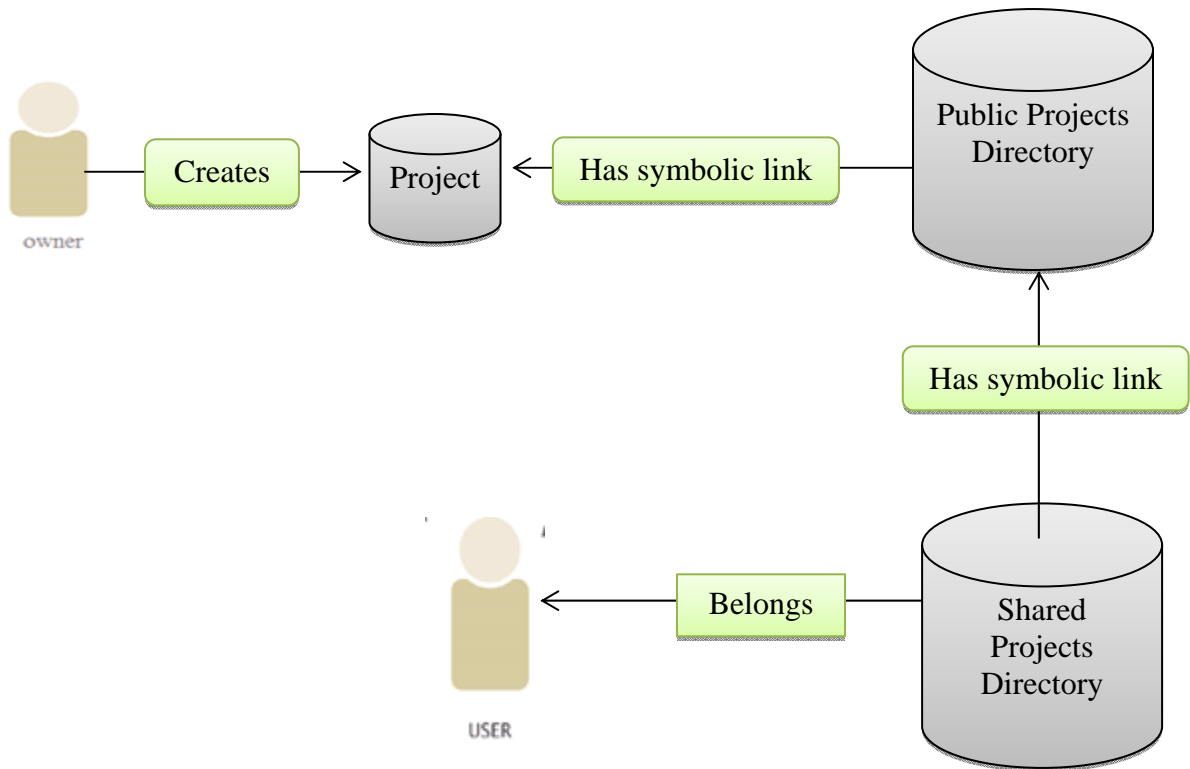 Public Projects
Directory
Creates
Project
Has symbolic link
owner
Has symbolic link
Belongs
Shared
Projects
Directory
USER